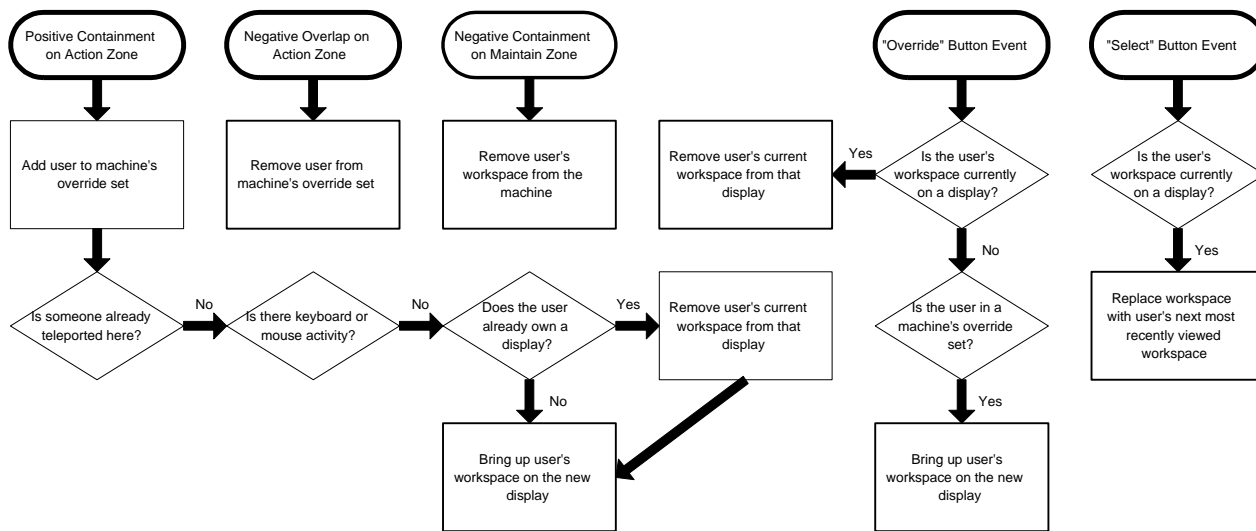 Positive Containment
on Action Zone
Negative Overlap on
Action Zone
Negative Containment
on Maintain Zone
"Override" Button Event
"Select" Button Event
Add user to machine's
override set
Remove user from
machine's override set
Remove user's
workspace from the
machine
Remove user's current
workspace from that
display
Yes
Is the user's
workspace currently
on a display?
Is the user's
workspace currently
on a display?
No
Yes
Is someone already
teleported here?
No
Is there keyboard or
mouse activity?
No
Does the user
already own a
display?
Yes
Remove user's current
workspace from that
display
Is the user in a
machine's override
set?
Replace workspace
with user's next most
recently viewed
workspace
No
Yes
Bring up user's
workspace on the new
display
Bring up user's
workspace on the new
display